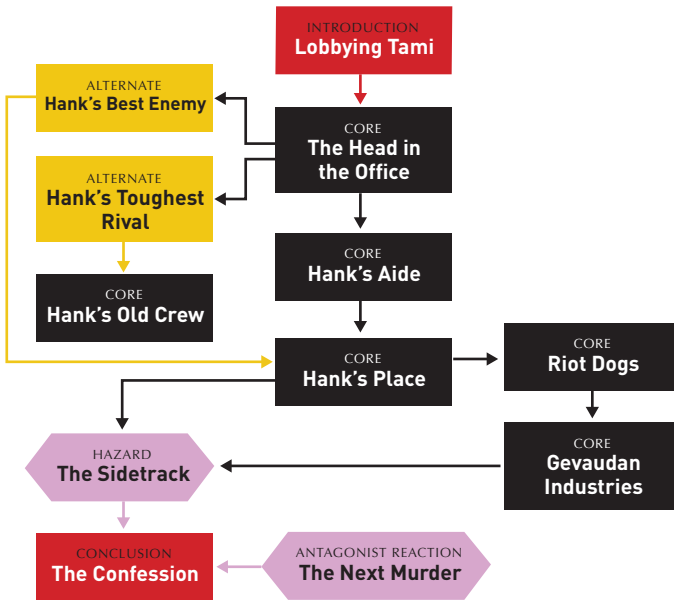 INTRODUCTION
Lobbying Tami
ALTERNATE
Hank's Best Enemy
CORE
The Head in
the Office
ALTERNATE
Hank's Toughest
Rival
CORE
Hank's Aide
CORE
Hank's Old Crew
CORE
Hank's Place
CORE
Riot Dogs
HAZARD
The Sidetrack
CORE
Gevaudan
Industries
CONCLUSION
The Confession
ANTAGONIST REACTION
The Next Murder